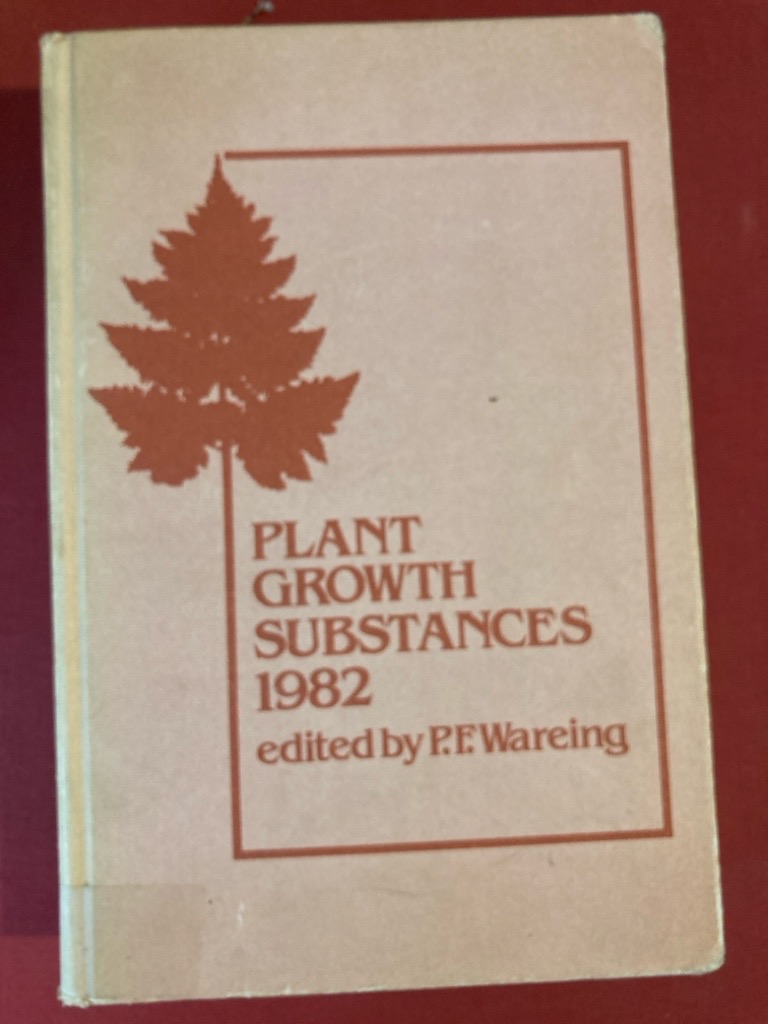 PLANT
GROWTH
SUBSTANCES
1982
edited by P.F. Wareing